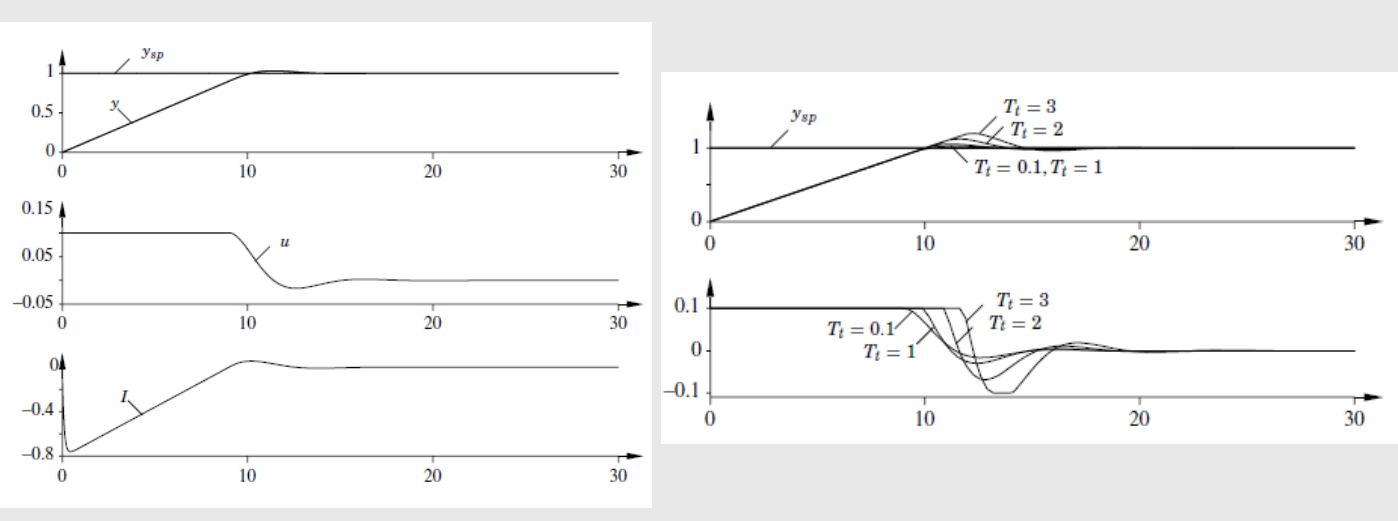 y_sp
1
y
0.5
0
0 10 20 30
0.15
u
0.05
−0.05
0 10 20 30
0
I
−0.4
−0.8
0 10 20 30
T_t = 3
y_sp
T_t = 2
1
T_t = 0.1, T_t = 1
0
0 10 20 30
T_t = 3
0.1
T_t = 2
T_t = 0.1
T_t = 1
0
−0.1
0 10 20 30